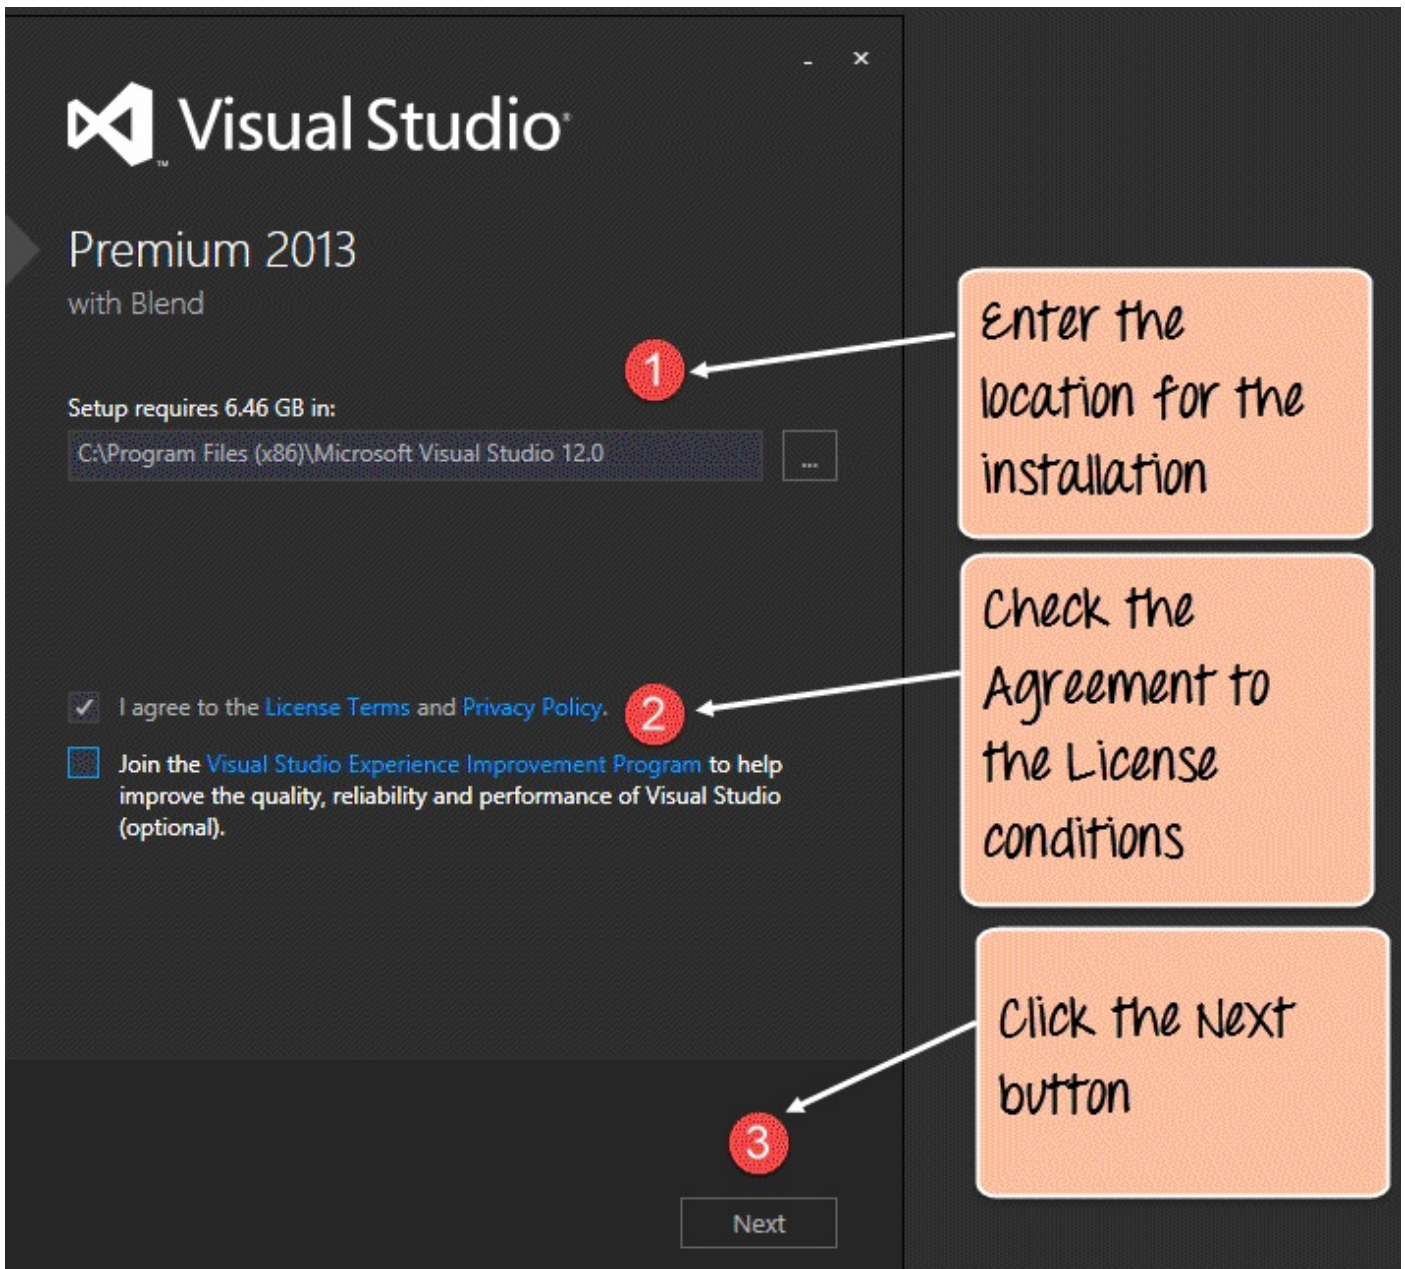 Visual Studio®
™
Premium 2013
with Blend
1
Enter the
location for the
installation
Setup requires 6.46 GB in:
C:\Program Files (x86)\Microsoft Visual Studio 12.0
...
Check the
Agreement to
the License
conditions
I agree to the License Terms and Privacy Policy.
2
Join the Visual Studio Experience Improvement Program to help
improve the quality, reliability and performance of Visual Studio
(optional).
Click the Next
button
3
Next